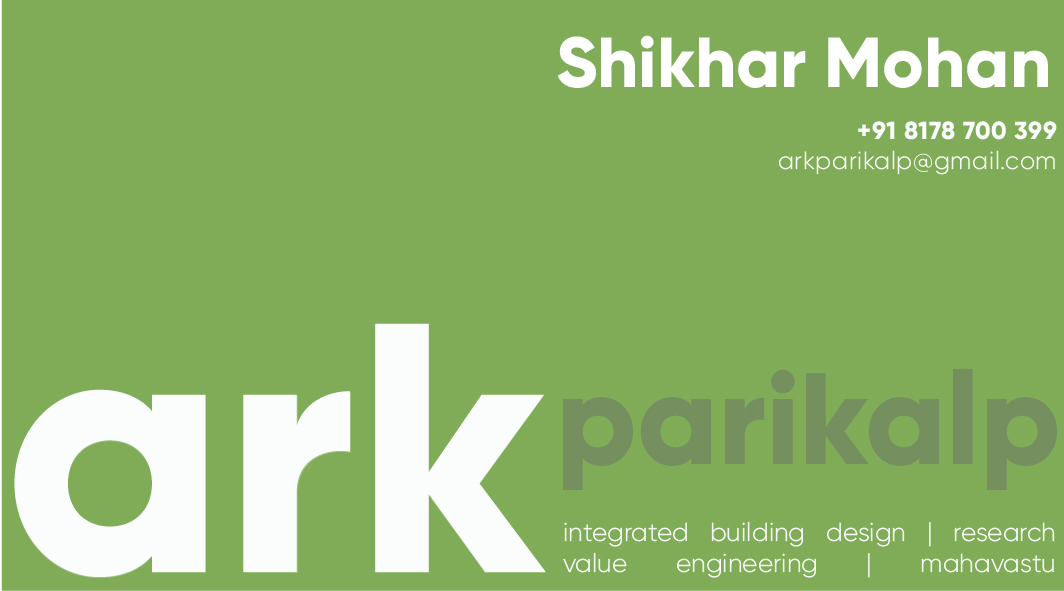 Shikhar Mohan
+91 8178 700 399
arkparikalp@gmail.com
ark parikalp
integrated building design | research
value engineering | mahavastu